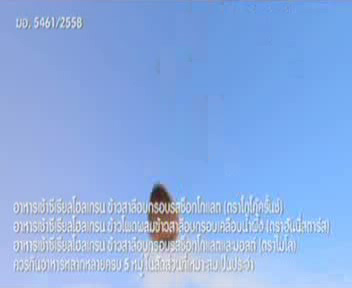 ฆอ. 5461/2558
อาหารเช้าซีเรียลโฮลเกรน ข้าวสาลีอบกรอบรสช็อกโกแลต (ตราโกโก้ครั้นช์)
อาหารเช้าซีเรียลโฮลเกรน ข้าวโพดผสมข้าวสาลีอบกรอบเคลือบน้ำผึ้ง (ตราฮันนี่สตาร์ส)
อาหารเช้าซีเรียลโฮลเกรน ข้าวสาลีอบกรอบรสช็อกโกแลตและมอลต์ (ตราไมโล)
ควรกินอาหารหลากหลายครบ 5 หมู่ ในสัดส่วนที่เหมาะสม เป็นประจำ